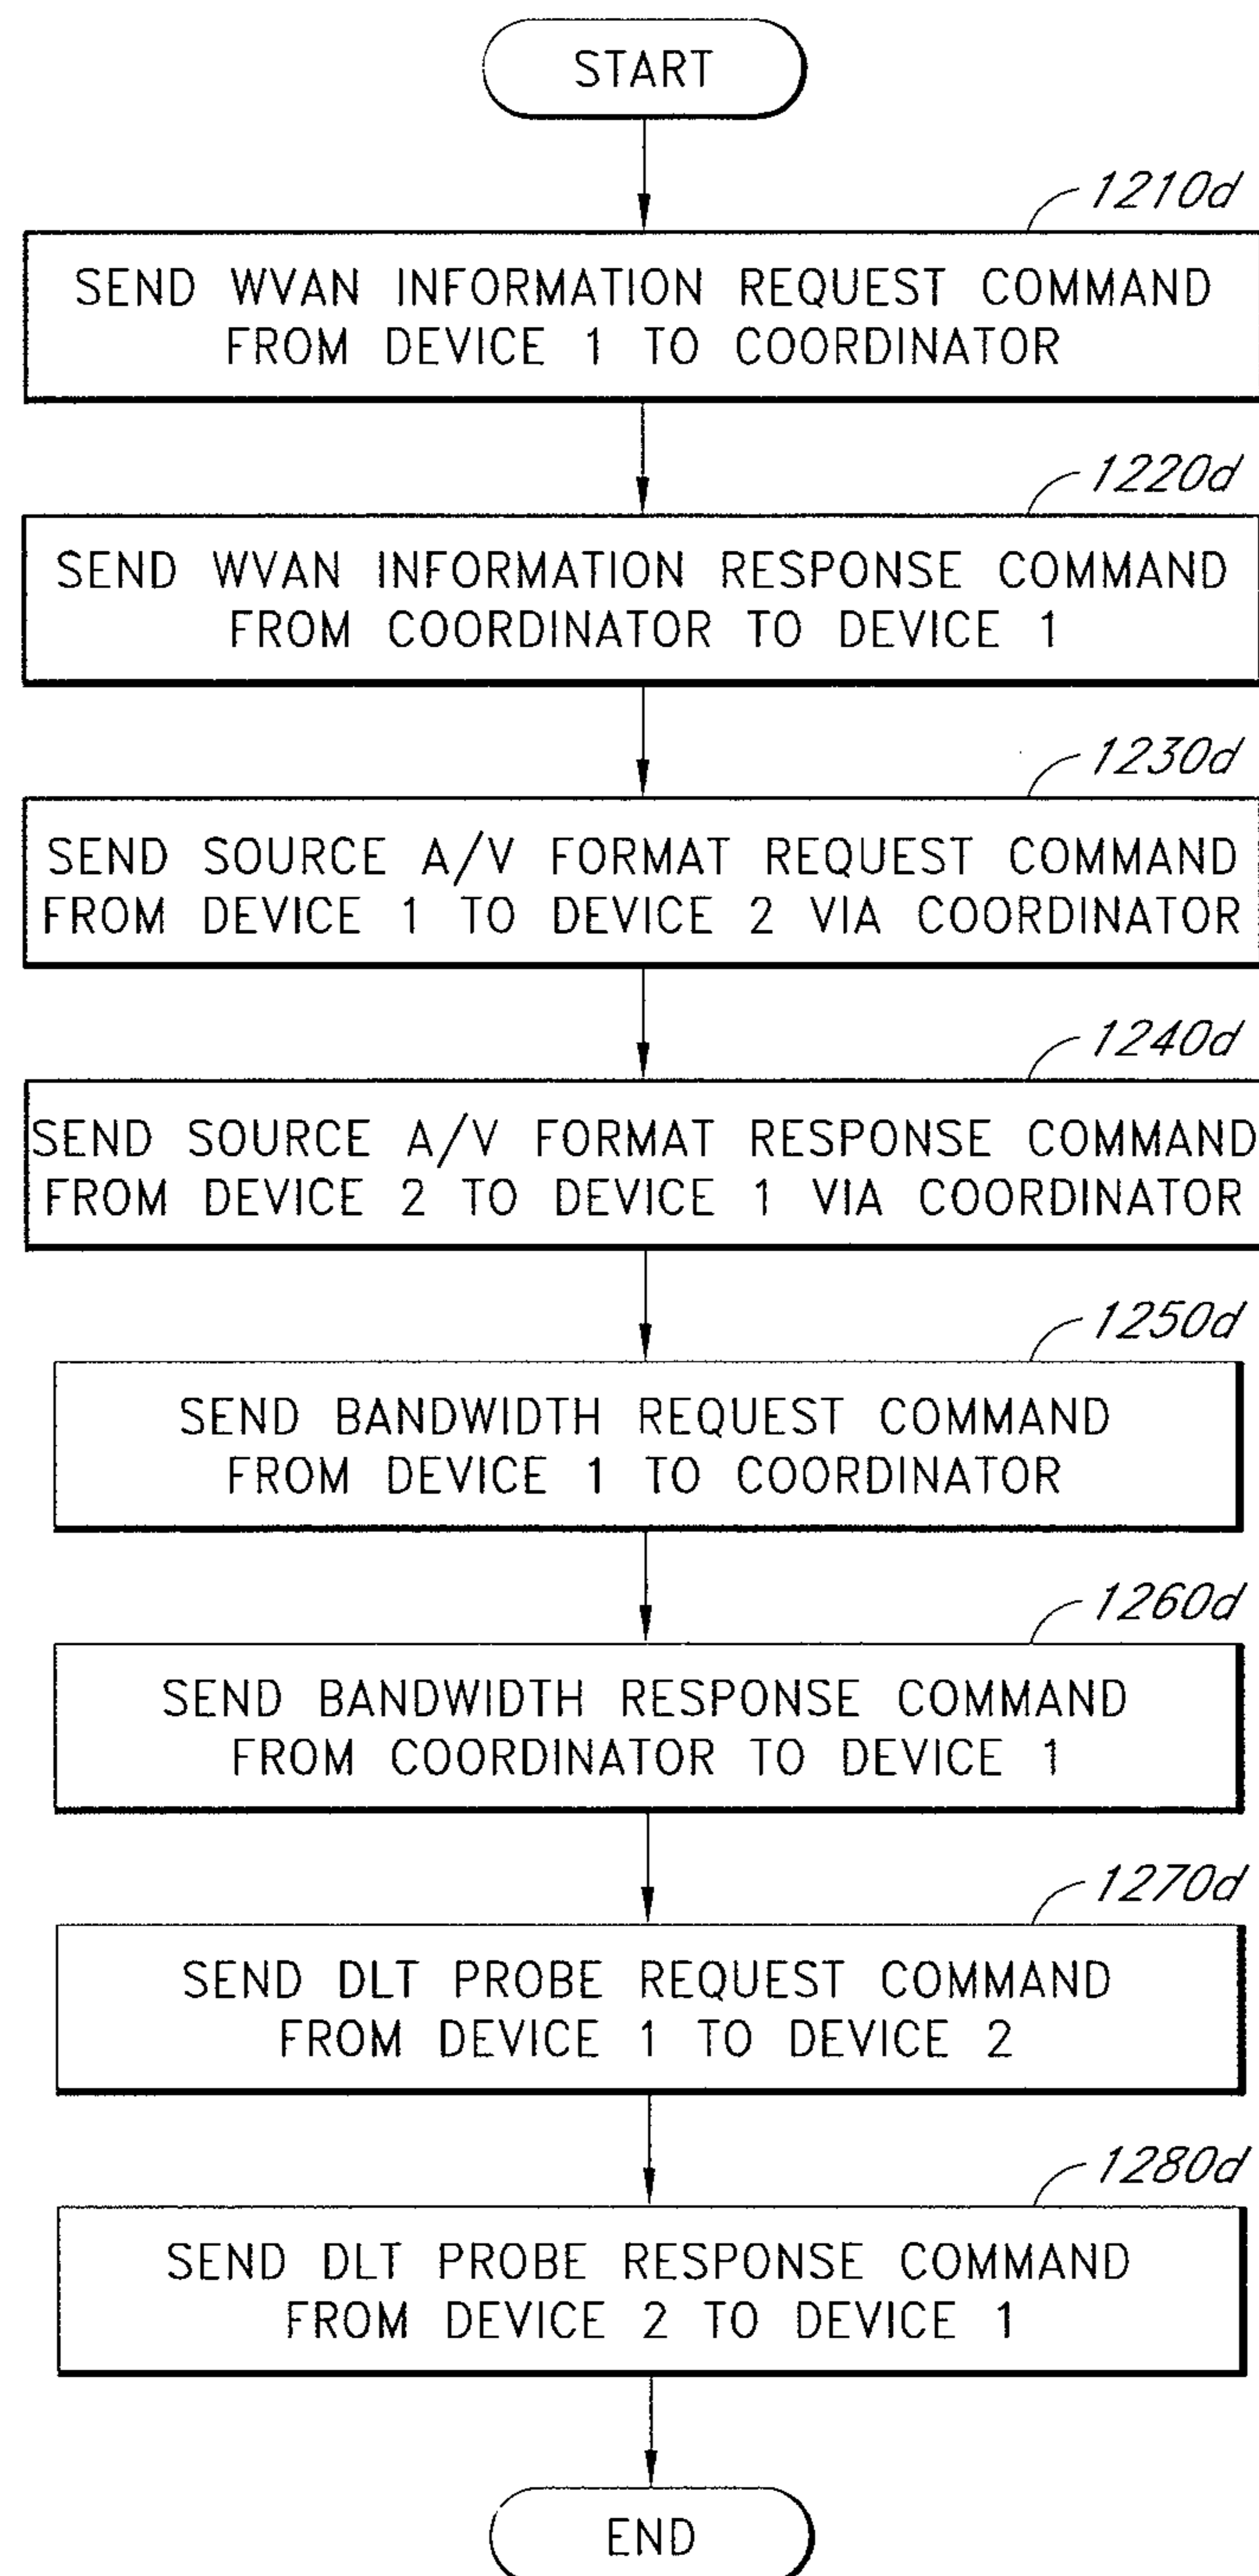 START
1210d
SEND WVAN INFORMATION REQUEST COMMAND
FROM DEVICE 1 TO COORDINATOR
1220d
SEND WVAN INFORMATION RESPONSE COMMAND
FROM COORDINATOR TO DEVICE 1
1230d
SEND SOURCE A/V FORMAT REQUEST COMMAND
FROM DEVICE 1 TO DEVICE 2 VIA COORDINATOR
1240d
SEND SOURCE A/V FORMAT RESPONSE COMMAND
FROM DEVICE 2 TO DEVICE 1 VIA COORDINATOR
1250d
SEND BANDWIDTH REQUEST COMMAND
FROM DEVICE 1 TO COORDINATOR
1260d
SEND BANDWIDTH RESPONSE COMMAND
FROM COORDINATOR TO DEVICE 1
1270d
SEND DLT PROBE REQUEST COMMAND
FROM DEVICE 1 TO DEVICE 2
1280d
SEND DLT PROBE RESPONSE COMMAND
FROM DEVICE 2 TO DEVICE 1
END